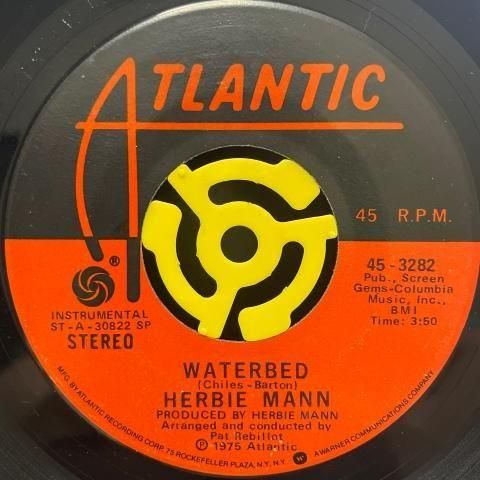 ATLANTIC
45 R.P.M.
45-3282
Pub., Screen
Gems-Columbia
Music, Inc.,
BMI
Time: 3:50
®
INSTRUMENTAL
ST-A-30822 SP
STEREO
WATERBED
(Chiles-Barton)
HERBIE MANN
PRODUCED BY HERBIE MANN
Arranged and conducted by
Pat Rebillot
℗ 1975 Atlantic
MFG. BY ATLANTIC RECORDING CORP. 75 ROCKEFELLER PLAZA, N.Y., N.Y. W A WARNER COMMUNICATIONS COMPANY